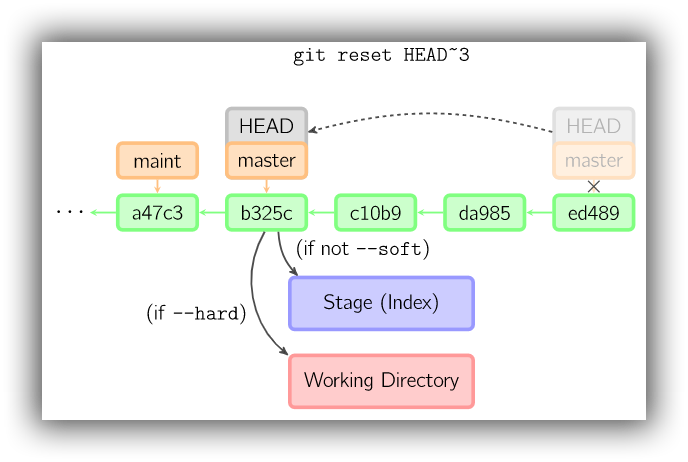 git reset HEAD~3
HEAD
HEAD
maint
master
master
··· a47c3 b325c c10b9 da985 ed489
(if not --soft)
Stage (Index)
(if --hard)
Working Directory